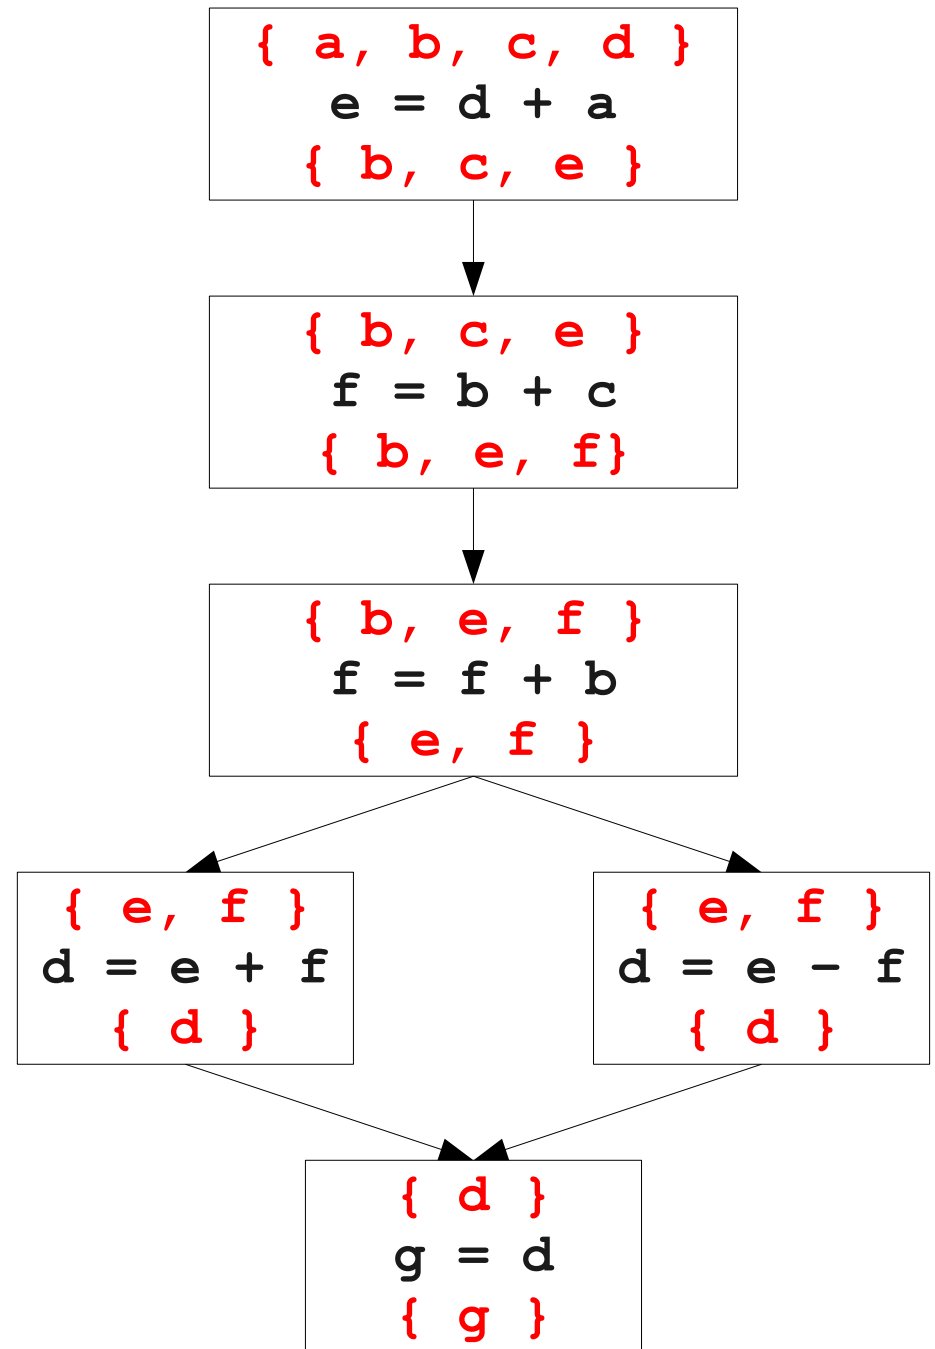 { a, b, c, d }
e = d + a
{ b, c, e }
{ b, c, e }
f = b + c
{ b, e, f}
{ b, e, f }
f = f + b
{ e, f }
{ e, f }
d = e + f
{ d }
{ e, f }
d = e - f
{ d }
{ d }
g = d
{ g }